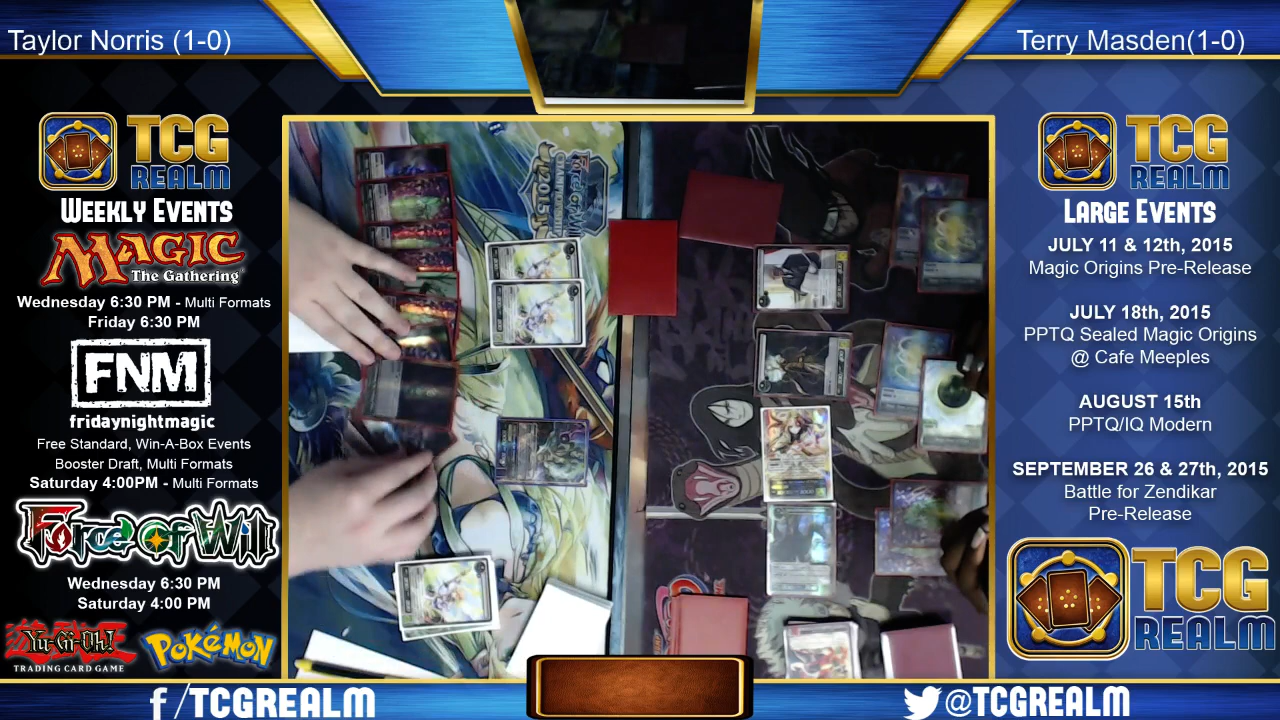 Taylor Norris (1-0)
Terry Masden(1-0)
TCG
REALM
WEEKLY EVENTS
MAGIC
The Gathering
Wednesday 6:30 PM - Multi Formats
Friday 6:30 PM
FNM
fridaynightmagic
Free Standard, Win-A-Box Events
Booster Draft, Multi Formats
Saturday 4:00PM - Multi Formats
Force of Will
Wednesday 6:30 PM
Saturday 4:00 PM
Yu-Gi-Oh!
TRADING CARD GAME
POKéMON
f/TCGREALM
FORCE OF WILL
CHAMPIONSHIP
2015
TCG
REALM
LARGE EVENTS
JULY 11 & 12th, 2015
Magic Origins Pre-Release
JULY 18th, 2015
PPTQ Sealed Magic Origins
@ Cafe Meeples
AUGUST 15th
PPTQ/IQ Modern
SEPTEMBER 26 & 27th, 2015
Battle for Zendikar
Pre-Release
TCG
REALM
@TCGREALM